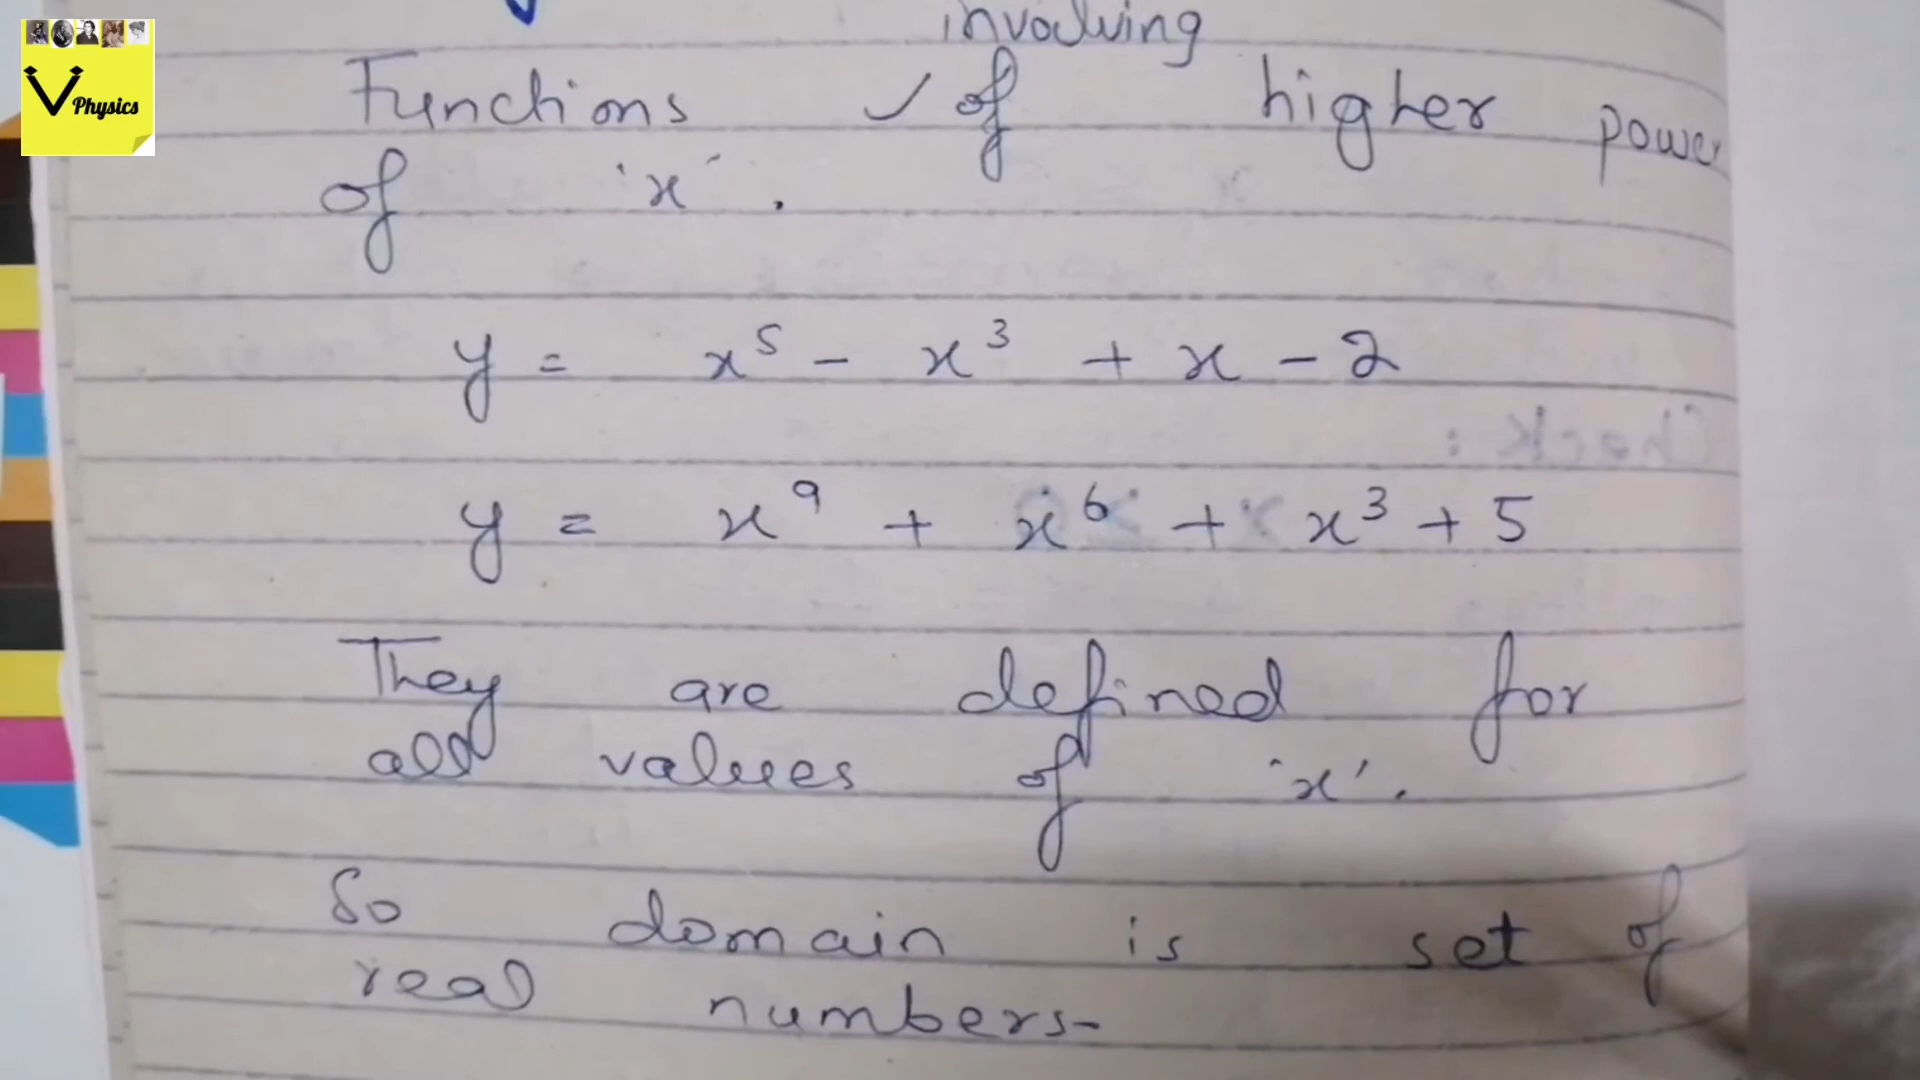 V Physics
involving
Functions ✓ of higher power
of 'x'.
y = x⁵ - x³ + x - 2
y = x⁹ + x⁶ + x³ + 5
They are defined for
all values of 'x'.
So domain is set of
real numbers-